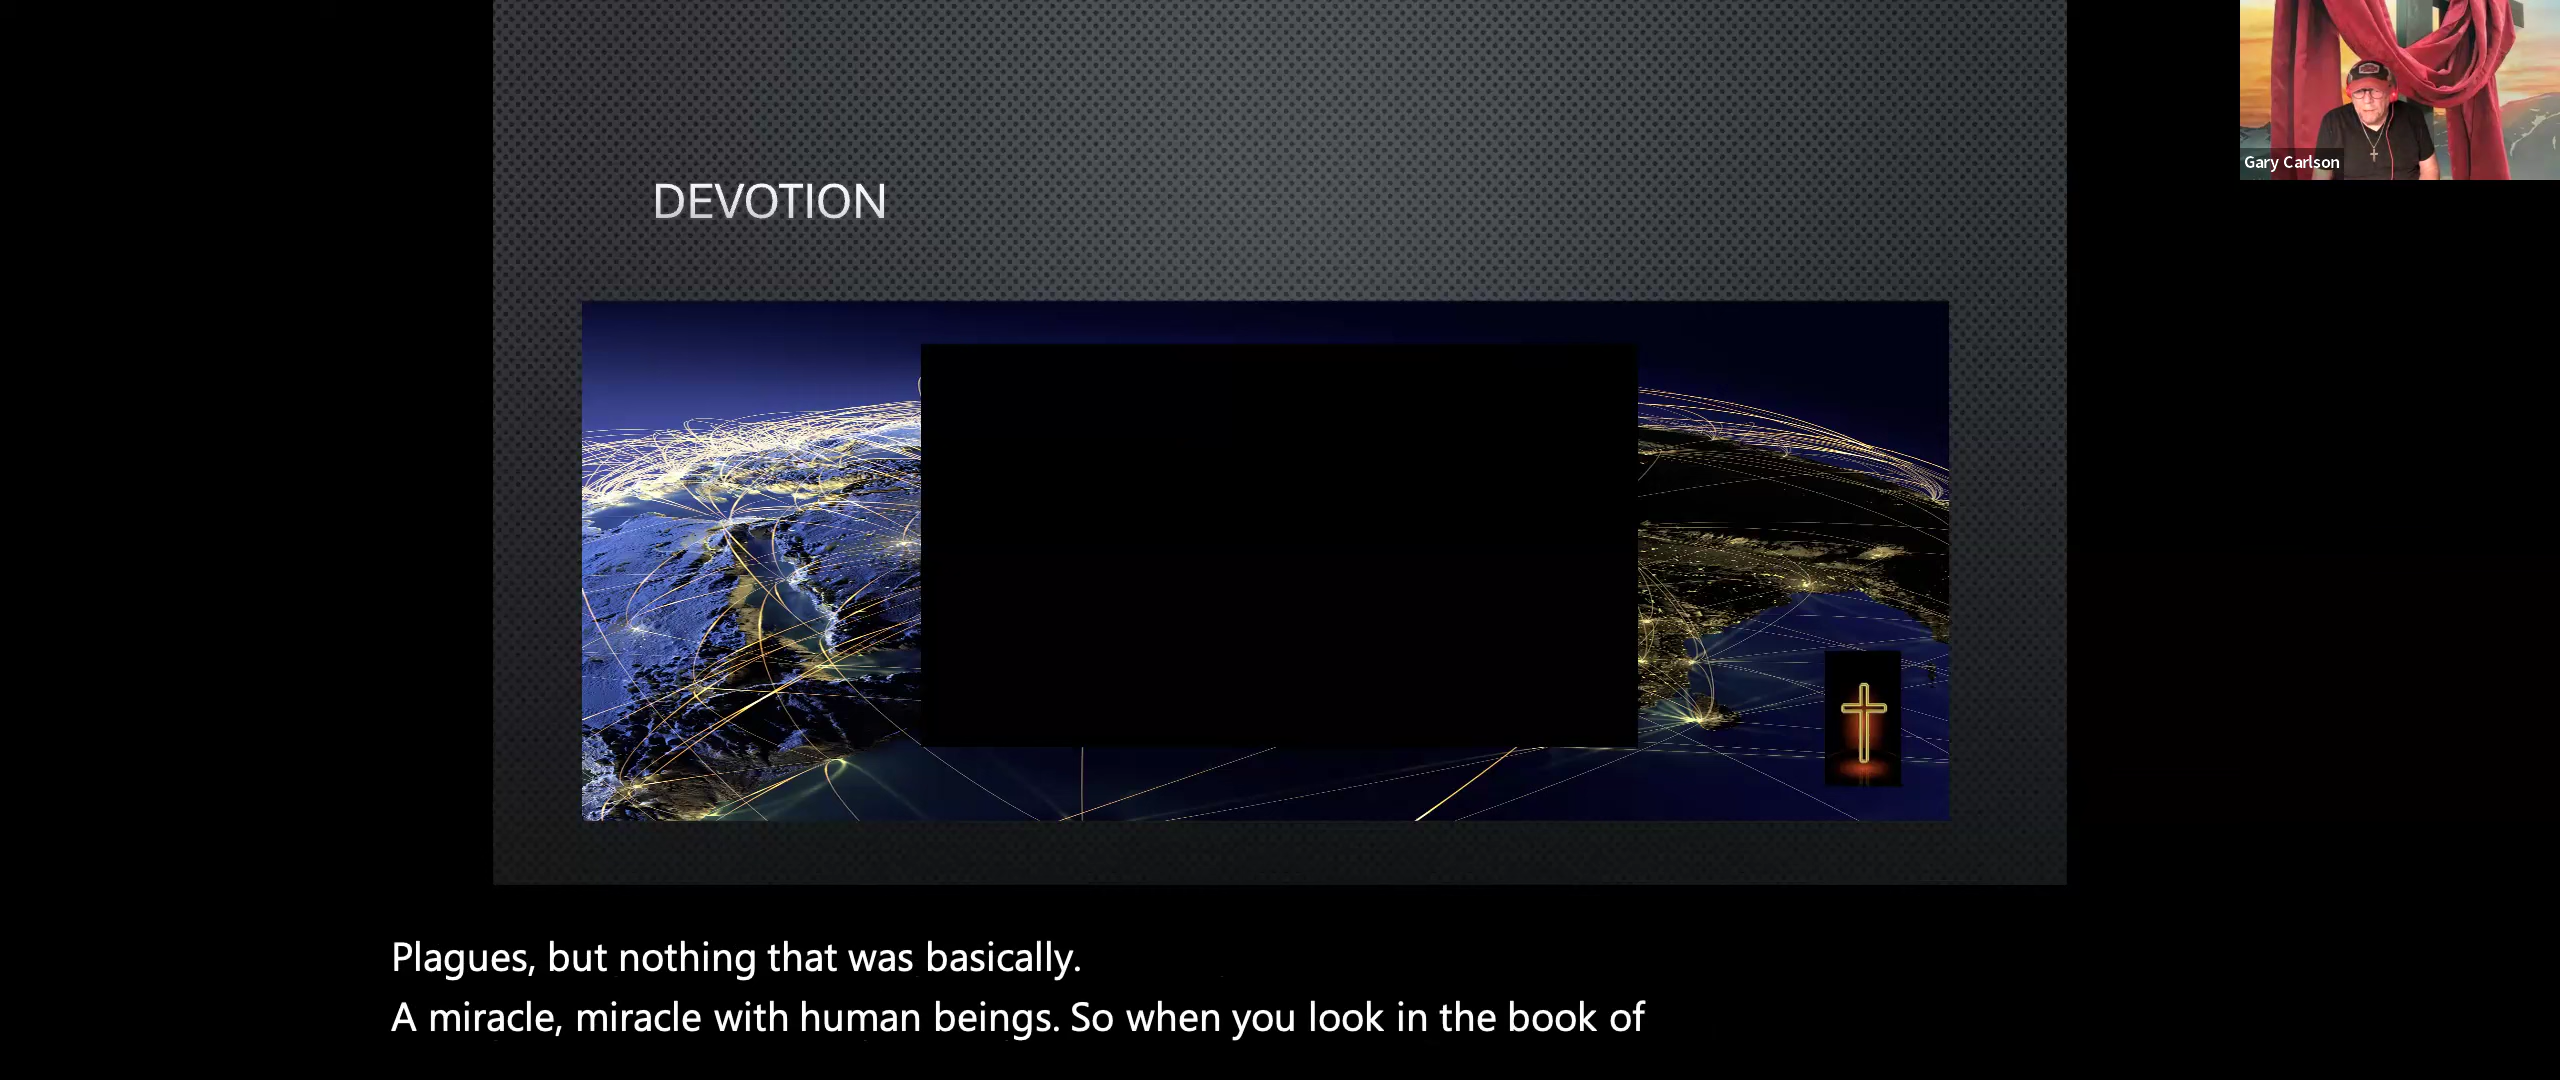 DEVOTION
Gary Carlson
Plagues, but nothing that was basically.
A miracle, miracle with human beings. So when you look in the book of